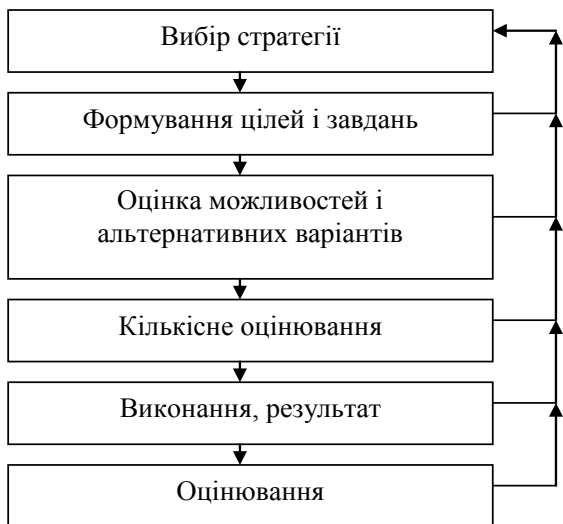 Вибір стратегії
Формування цілей і завдань
Оцінка можливостей і
альтернативних варіантів
Кількісне оцінювання
Виконання, результат
Оцінювання